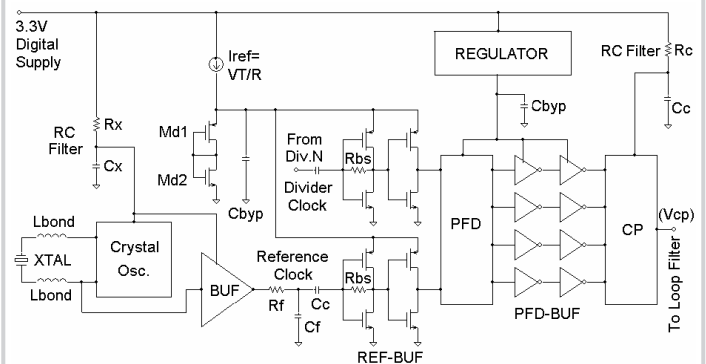 3.3V
Digital
Supply
Iref=
VT/R
REGULATOR
RC Filter
Rc
Cbyp
Cc
Rx
RC
Filter
Cx
Md1
Md2
Cbyp
From
Div.N
Rbs
Divider
Clock
PFD
CP
(Vcp)
To Loop Filter
PFD-BUF
Lbond
XTAL
Lbond
Crystal
Osc.
BUF
Reference
Clock
Rf
Cc
Cf
Rbs
REF-BUF